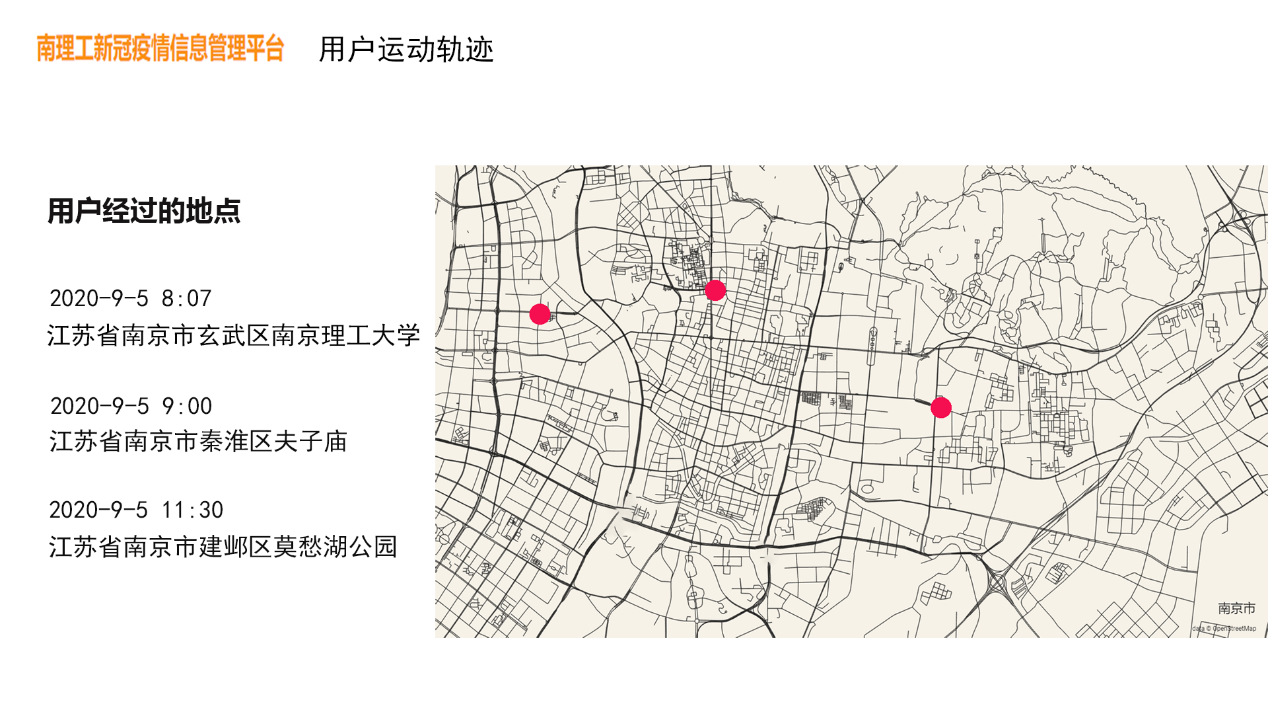 南理工新冠疫情信息管理平台 用户运动轨迹
用户经过的地点
2020-9-5 8:07
江苏省南京市玄武区南京理工大学
2020-9-5 9:00
江苏省南京市秦淮区夫子庙
2020-9-5 11:30
江苏省南京市建邺区莫愁湖公园
南京市
data © OpenStreetMap